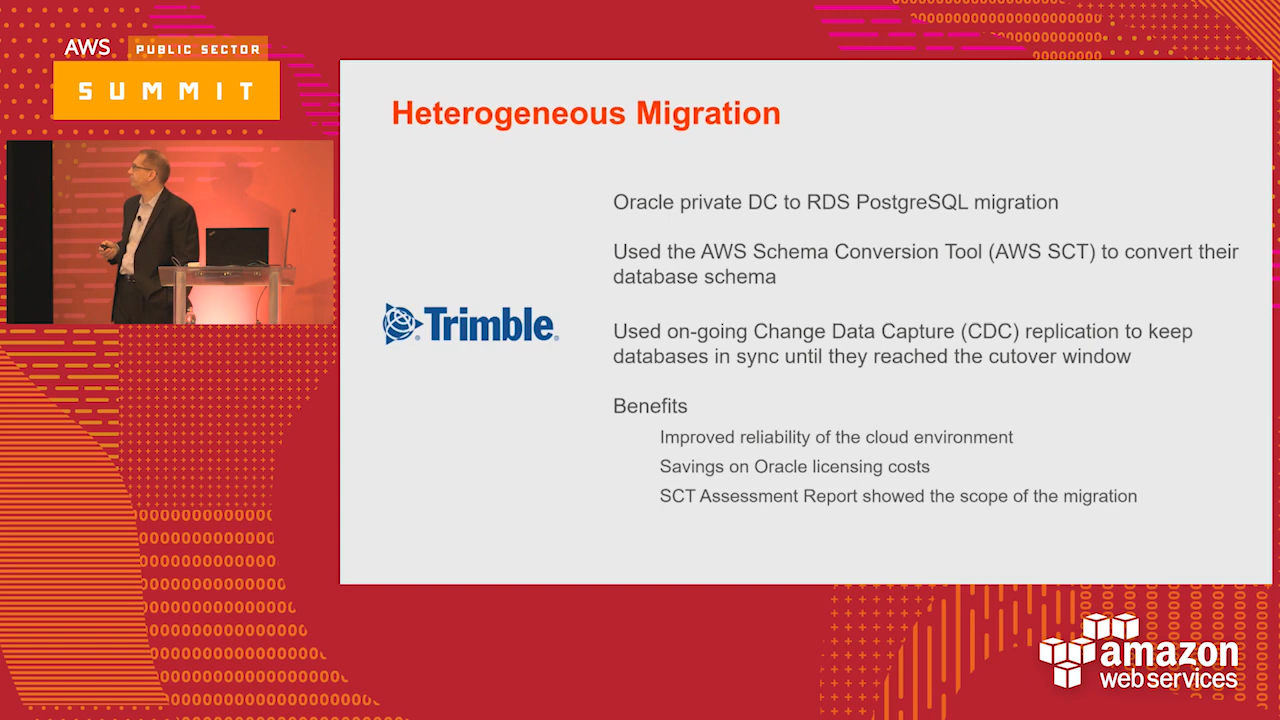 AWS PUBLIC SECTOR
SUMMIT
Heterogeneous Migration
Oracle private DC to RDS PostgreSQL migration
Used the AWS Schema Conversion Tool (AWS SCT) to convert their
database schema
Trimble
Used on-going Change Data Capture (CDC) replication to keep
databases in sync until they reached the cutover window
Benefits
Improved reliability of the cloud environment
Savings on Oracle licensing costs
SCT Assessment Report showed the scope of the migration
amazon
web services